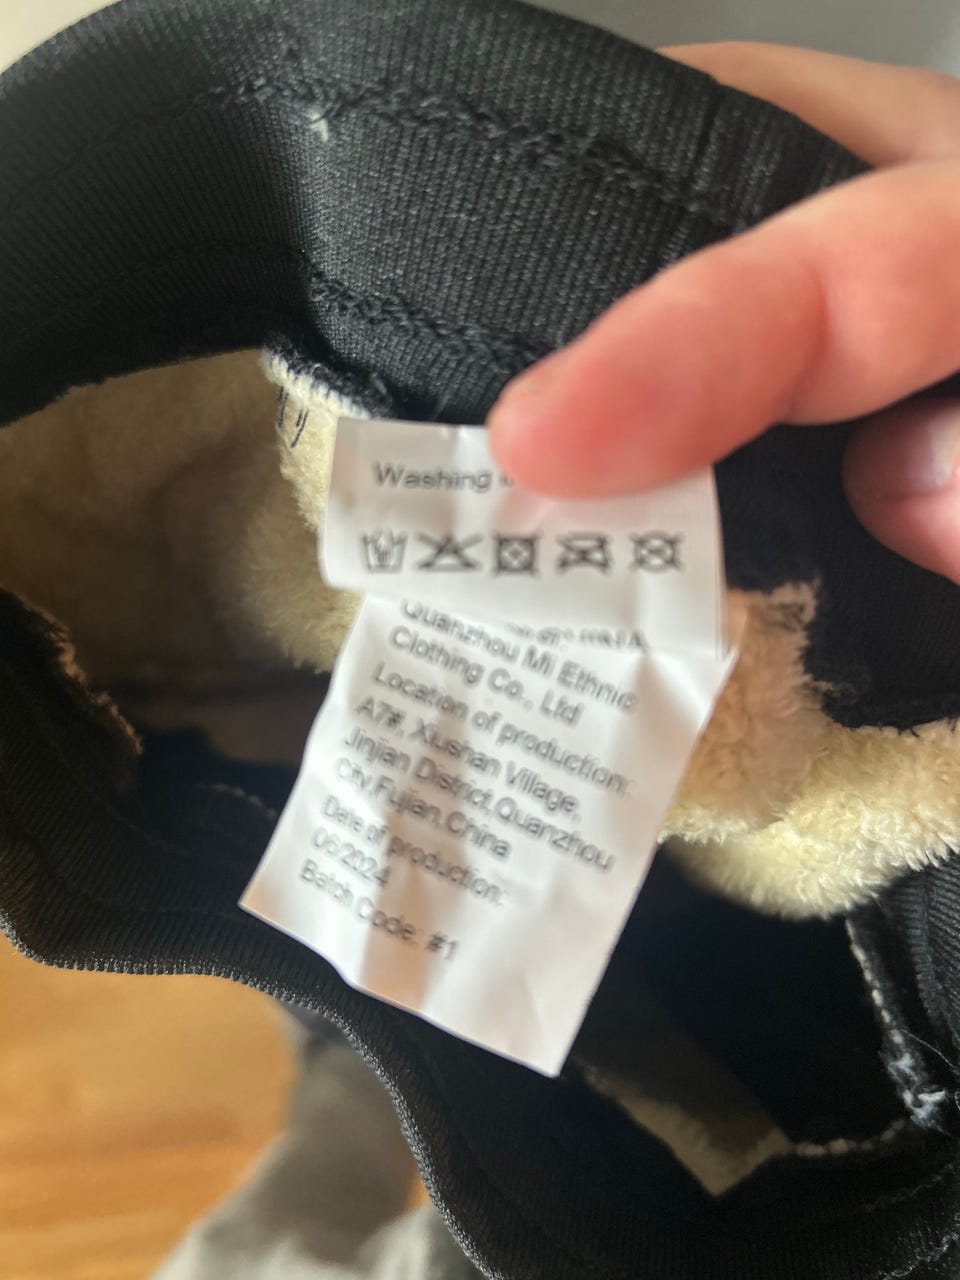 Washing
Quanzhou Mi Ethnic
Clothing Co., Ltd
Location of production:
A7#, Xiushan Village,
Jinjian District,Quanzhou
City,Fujian,China
Date of production:
06/2024
Batch Code: #1